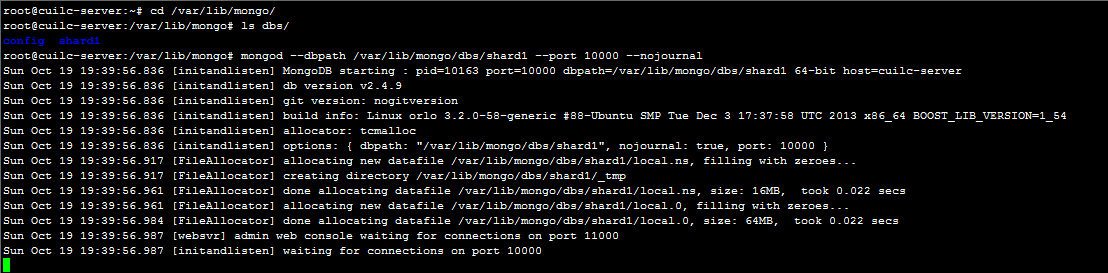 root@cuilc-server:~# cd /var/lib/mongo/
root@cuilc-server:/var/lib/mongo# ls dbs/
config  shard1
root@cuilc-server:/var/lib/mongo# mongod --dbpath /var/lib/mongo/dbs/shard1 --port 10000 --nojournal
Sun Oct 19 19:39:56.836 [initandlisten] MongoDB starting : pid=10163 port=10000 dbpath=/var/lib/mongo/dbs/shard1 64-bit host=cuilc-server
Sun Oct 19 19:39:56.836 [initandlisten] db version v2.4.9
Sun Oct 19 19:39:56.836 [initandlisten] git version: nogitversion
Sun Oct 19 19:39:56.836 [initandlisten] build info: Linux orlo 3.2.0-58-generic #88-Ubuntu SMP Tue Dec 3 17:37:58 UTC 2013 x86_64 BOOST_LIB_VERSION=1_54
Sun Oct 19 19:39:56.836 [initandlisten] allocator: tcmalloc
Sun Oct 19 19:39:56.836 [initandlisten] options: { dbpath: "/var/lib/mongo/dbs/shard1", nojournal: true, port: 10000 }
Sun Oct 19 19:39:56.917 [FileAllocator] allocating new datafile /var/lib/mongo/dbs/shard1/local.ns, filling with zeroes...
Sun Oct 19 19:39:56.917 [FileAllocator] creating directory /var/lib/mongo/dbs/shard1/_tmp
Sun Oct 19 19:39:56.961 [FileAllocator] done allocating datafile /var/lib/mongo/dbs/shard1/local.ns, size: 16MB,  took 0.022 secs
Sun Oct 19 19:39:56.961 [FileAllocator] allocating new datafile /var/lib/mongo/dbs/shard1/local.0, filling with zeroes...
Sun Oct 19 19:39:56.984 [FileAllocator] done allocating datafile /var/lib/mongo/dbs/shard1/local.0, size: 64MB,  took 0.022 secs
Sun Oct 19 19:39:56.987 [websvr] admin web console waiting for connections on port 11000
Sun Oct 19 19:39:56.987 [initandlisten] waiting for connections on port 10000